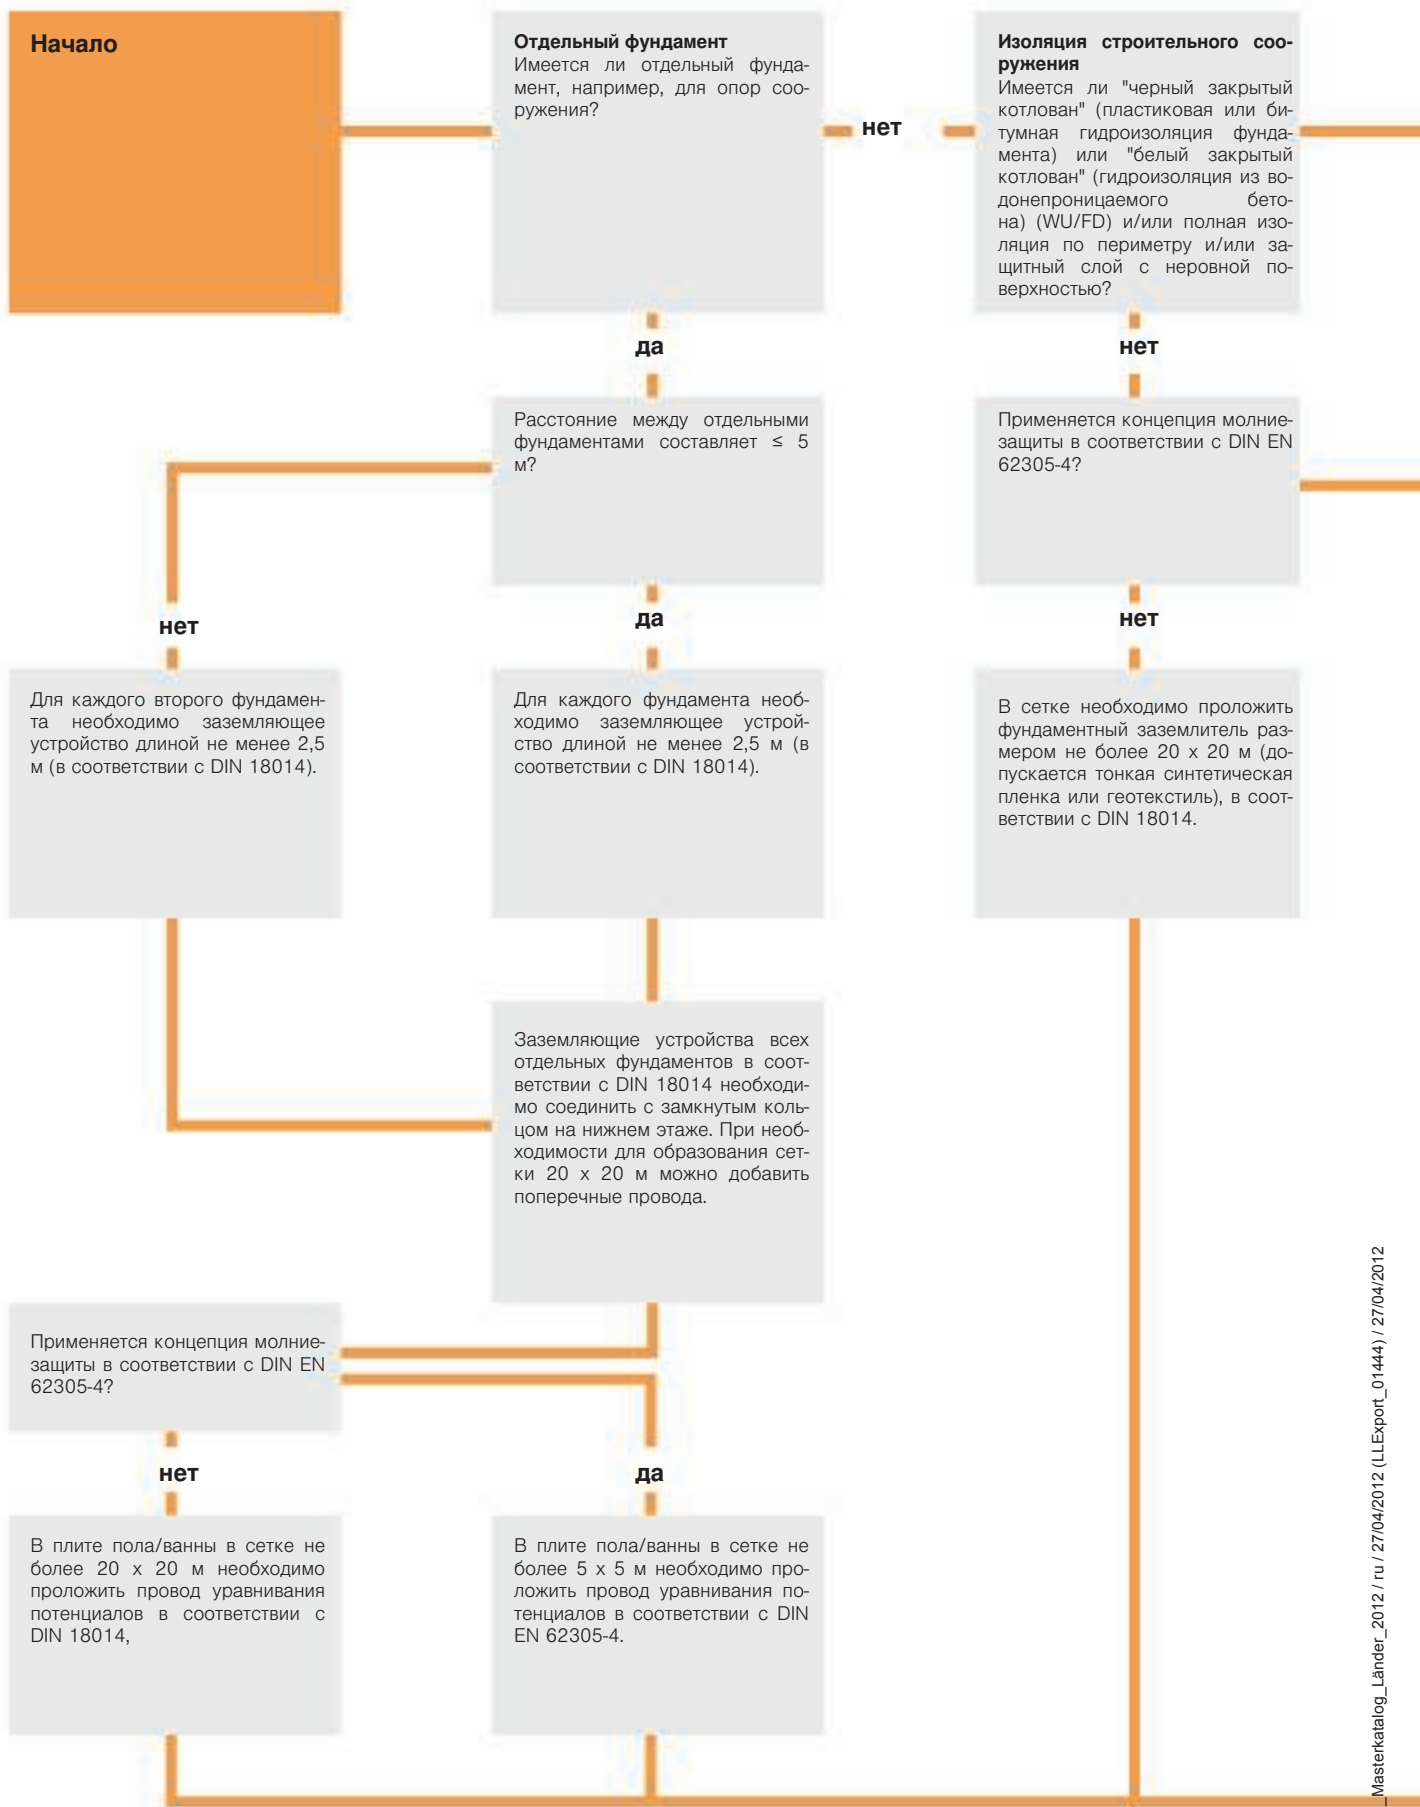 Начало
Отдельный фундамент
Имеется ли отдельный фунда-
мент, например, для опор соо-
ружения?
нет
Изоляция строительного соо-
ружения
Имеется ли "черный закрытый
котлован" (пластиковая или би-
тумная гидроизоляция фунда-
мента) или "белый закрытый
котлован" (гидроизоляция из во-
донепроницаемого бето-
на) (WU/FD) и/или полная изо-
ляция по периметру и/или за-
щитный слой с неровной по-
верхностью?
да
нет
Расстояние между отдельными
фундаментами составляет ≤ 5
м?
Применяется концепция молние-
защиты в соответствии с DIN EN
62305-4?
нет
да
нет
Для каждого второго фундамен-
та необходимо заземляющее
устройство длиной не менее 2,5
м (в соответствии с DIN 18014).
Для каждого фундамента необ-
ходимо заземляющее устрой-
ство длиной не менее 2,5 м (в
соответствии с DIN 18014).
В сетке необходимо проложить
фундаментный заземлитель раз-
мером не более 20 x 20 м (до-
пускается тонкая синтетическая
пленка или геотекстиль), в соот-
ветствии с DIN 18014.
Заземляющие устройства всех
отдельных фундаментов в соот-
ветствии с DIN 18014 необходи-
мо соединить с замкнутым коль-
цом на нижнем этаже. При необ-
ходимости для образования сет-
ки 20 x 20 м можно добавить
поперечные провода.
Применяется концепция молние-
защиты в соответствии с DIN EN
62305-4?
нет
да
В плите пола/ванны в сетке не
более 20 x 20 м необходимо
проложить провод уравнивания
потенциалов в соответствии с
DIN 18014,
В плите пола/ванны в сетке не
более 5 x 5 м необходимо про-
ложить провод уравнивания по-
тенциалов в соответствии с DIN
EN 62305-4.
_Masterkatalog_Länder_2012 / ru / 27/04/2012 (LLExport_01444) / 27/04/2012